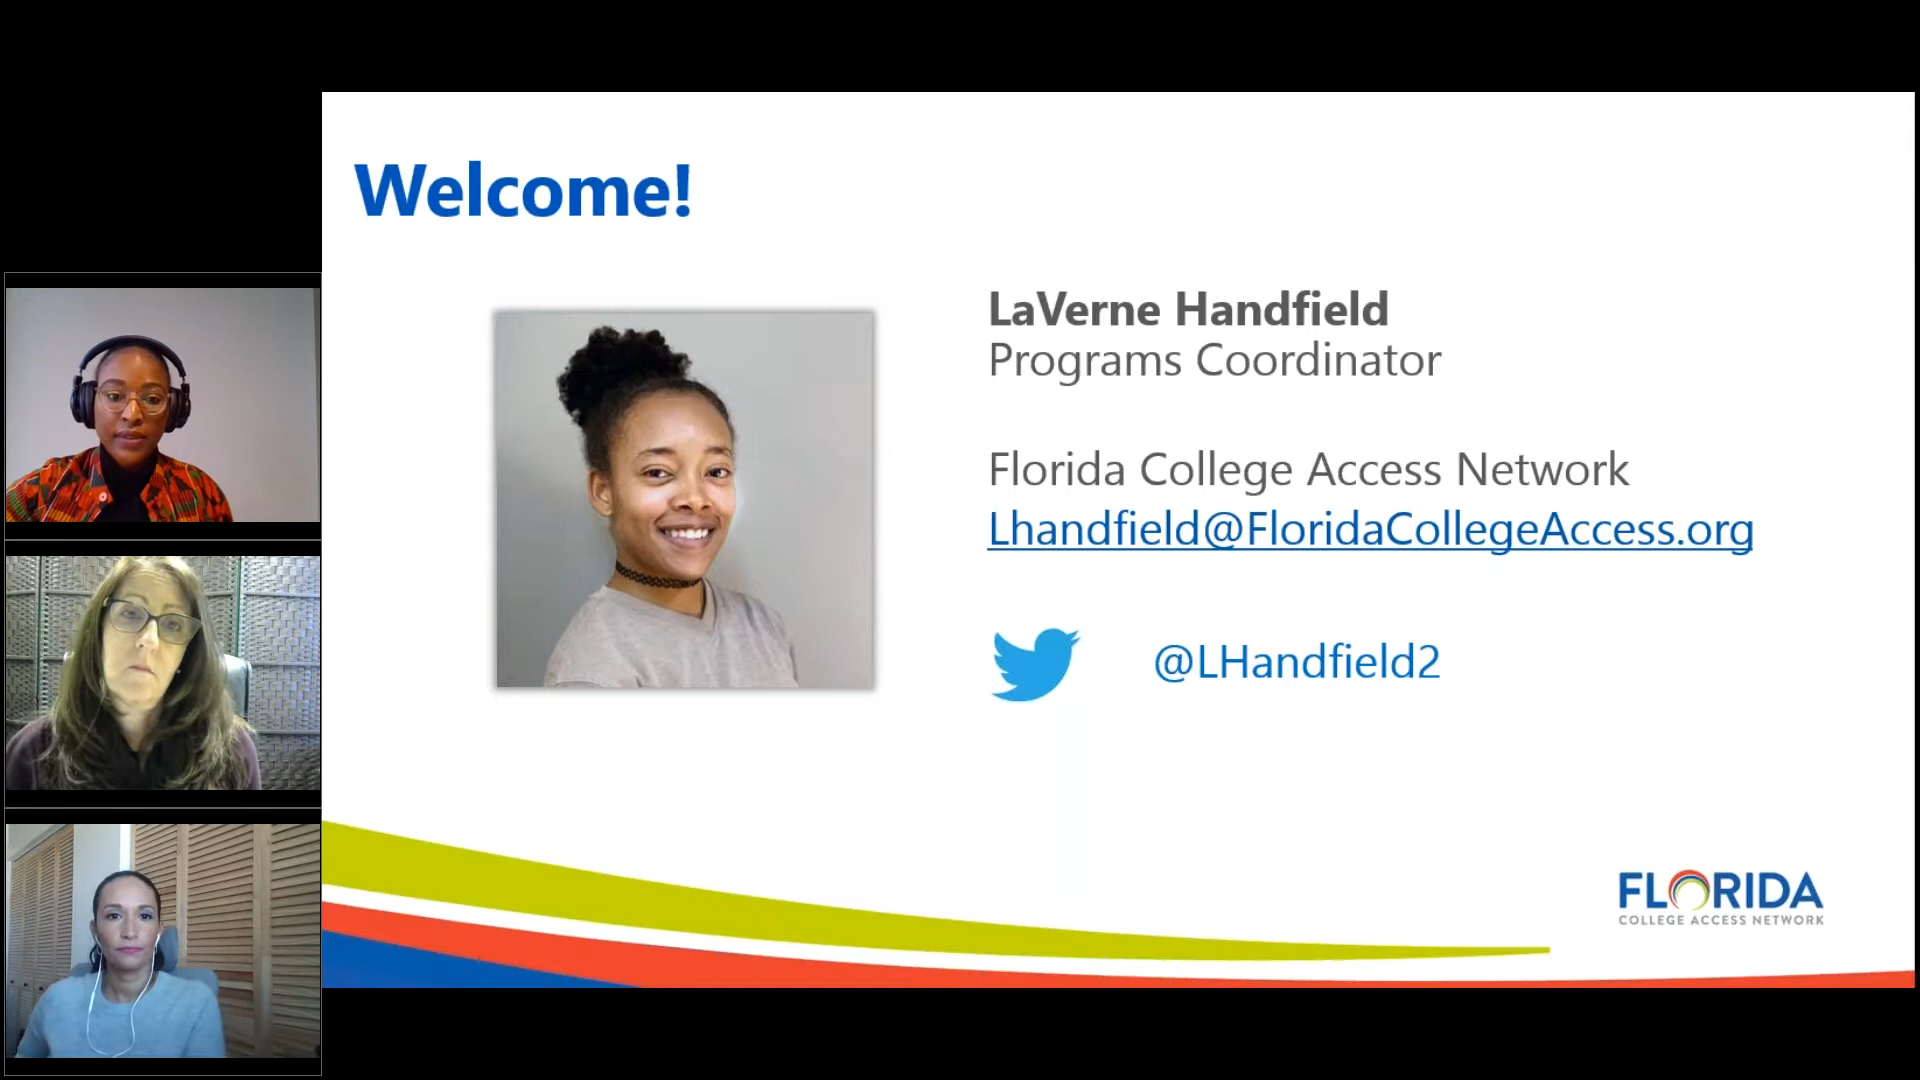 Welcome!
LaVerne Handfield
Programs Coordinator
Florida College Access Network
Lhandfield@FloridaCollegeAccess.org
@LHandfield2
FLORIDA
COLLEGE ACCESS NETWORK